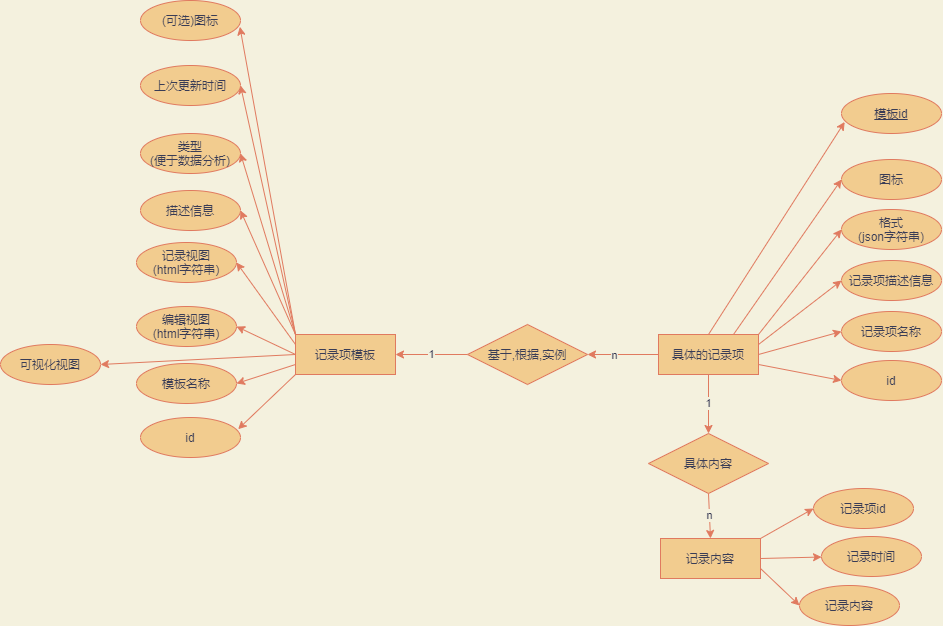 (可选)图标
上次更新时间
类型
(便于数据分析)
描述信息
记录视图
(html字符串)
编辑视图
(html字符串)
可视化视图
模板名称
id
记录项模板
1
基于,根据,实例
n
具体的记录项
模板id
图标
格式
(json字符串)
记录项描述信息
记录项名称
id
1
具体内容
n
记录内容
记录项id
记录时间
记录内容